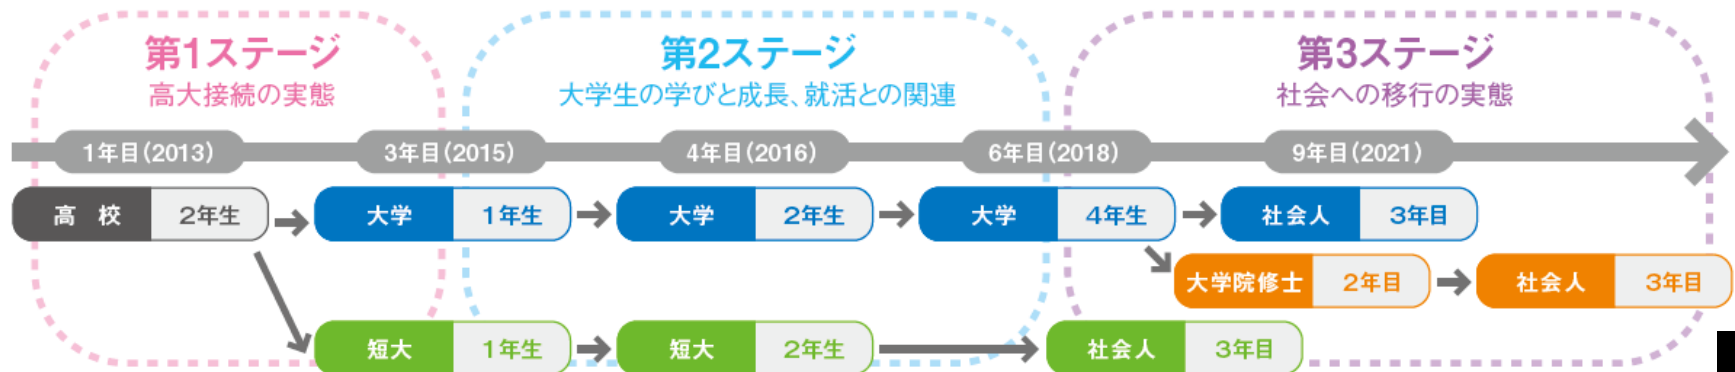 第1ステージ
高大接続の実態
第2ステージ
大学生の学びと成長、就活との関連
第3ステージ
社会への移行の実態
1年目(2013)
3年目(2015)
4年目(2016)
6年目(2018)
9年目(2021)
高 校 2年生
大学 1年生
大学 2年生
大学 4年生
社会人 3年目
大学院修士 2年目
社会人 3年目
短大 1年生
短大 2年生
社会人 3年目